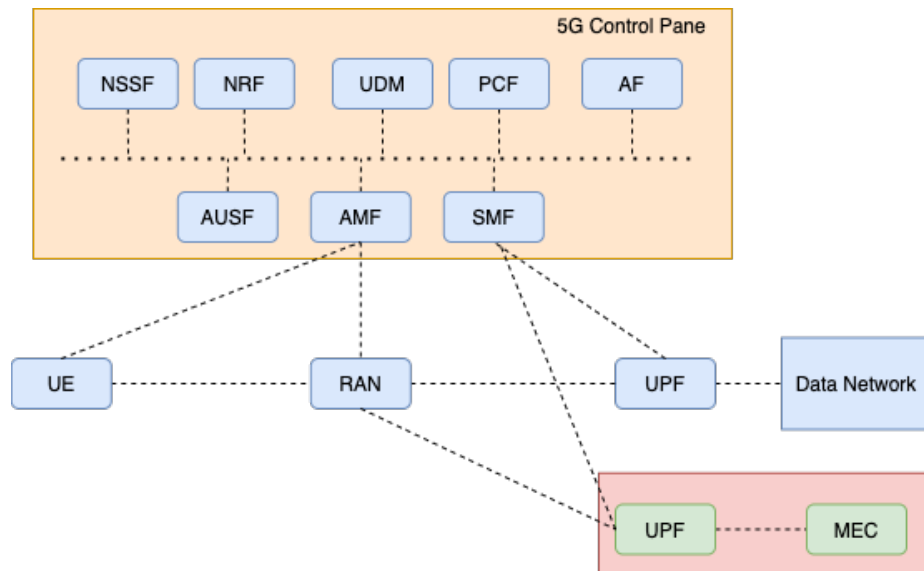 5G Control Pane
NSSF
NRF
UDM
PCF
AF
AUSF
AMF
SMF
UE
RAN
UPF
Data Network
UPF
MEC